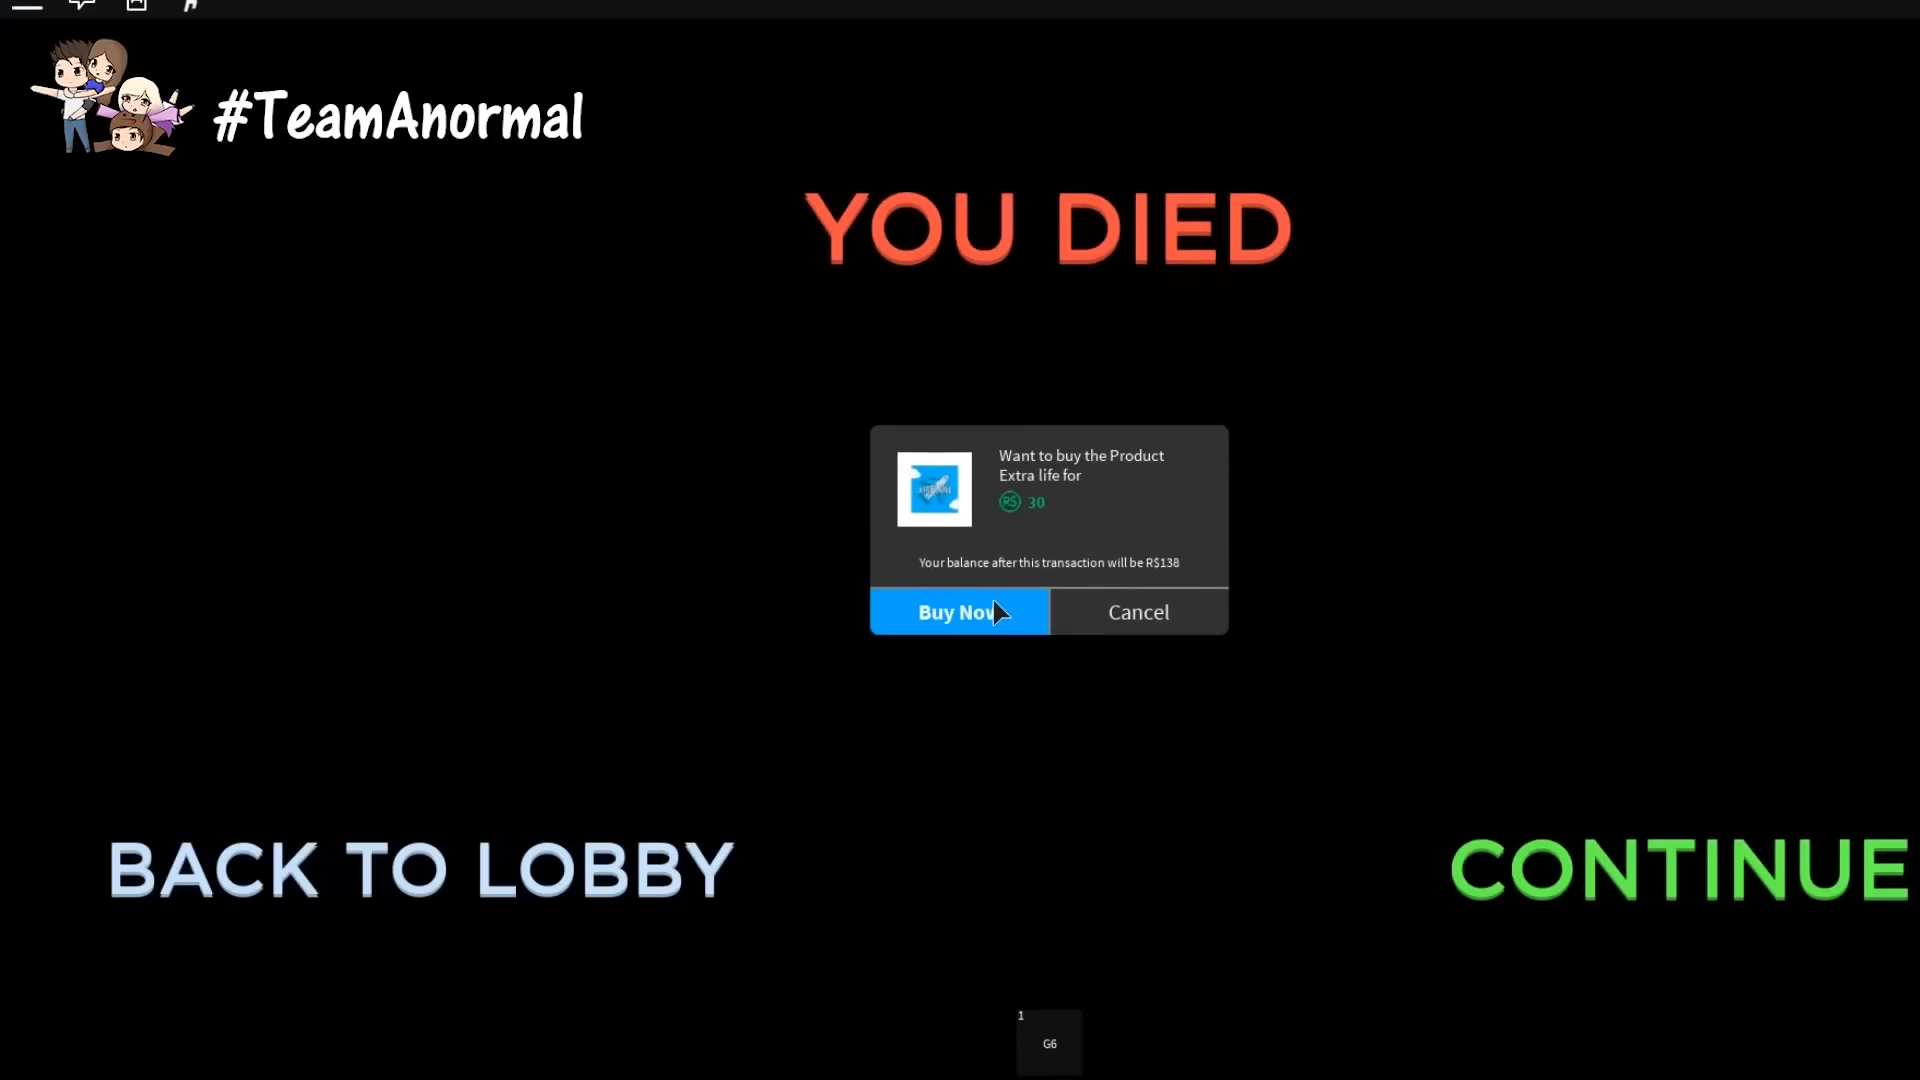 #TeamAnormal
YOU DIED
Want to buy the Product
Extra life for
R$ 30
Your balance after this transaction will be R$138
Buy Now
Cancel
BACK TO LOBBY
CONTINUE
1
G6